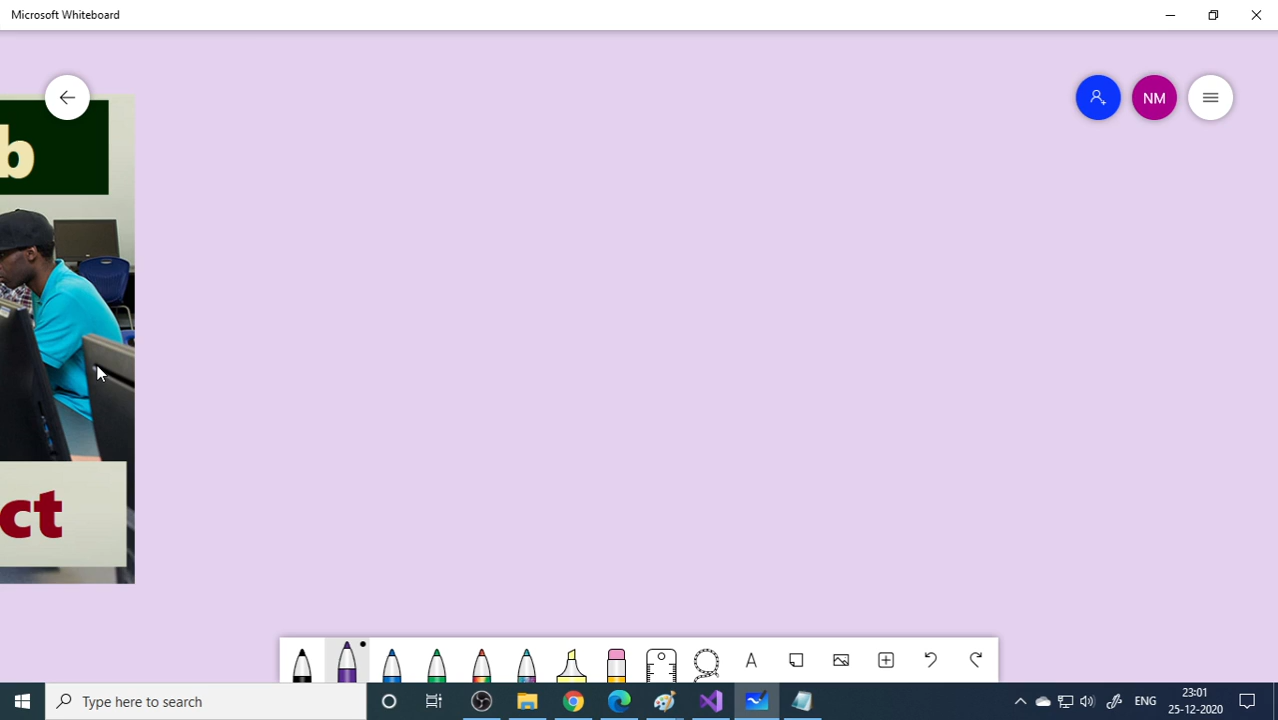 Microsoft Whiteboard
b
NM
ct
A
Type here to search
ENG
23:01
25-12-2020